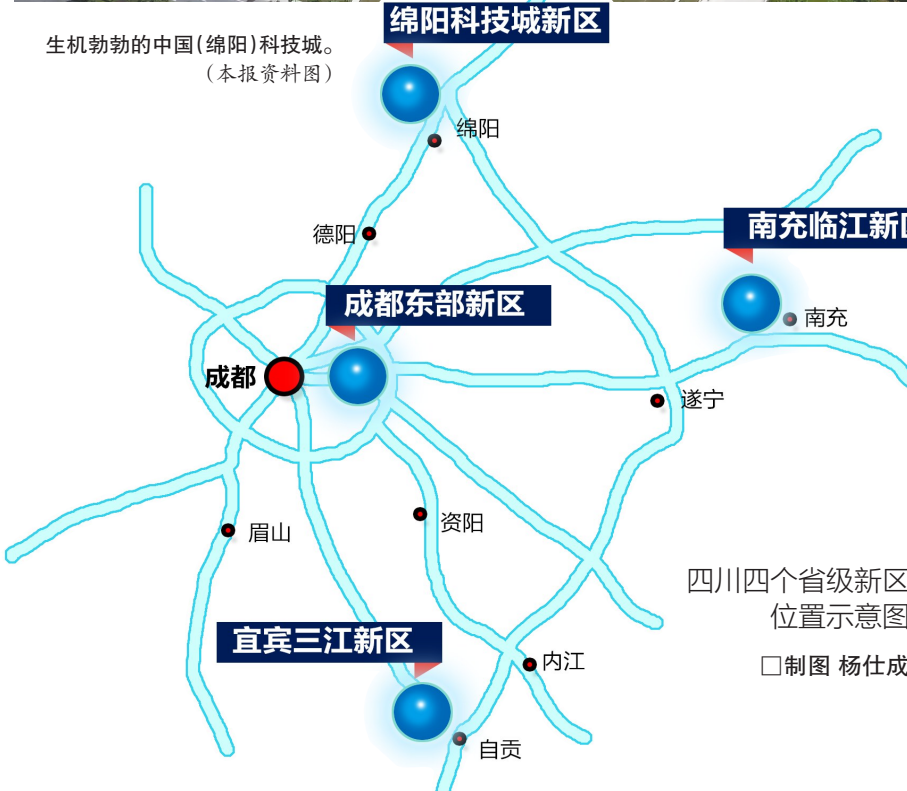 绵阳科技城新区
生机勃勃的中国(绵阳)科技城。
(本报资料图)
绵阳
南充临江新区
德阳
成都东部新区
南充
成都
遂宁
资阳
眉山
四川四个省级新区
位置示意图
宜宾三江新区
内江
□制图 杨仕成
自贡